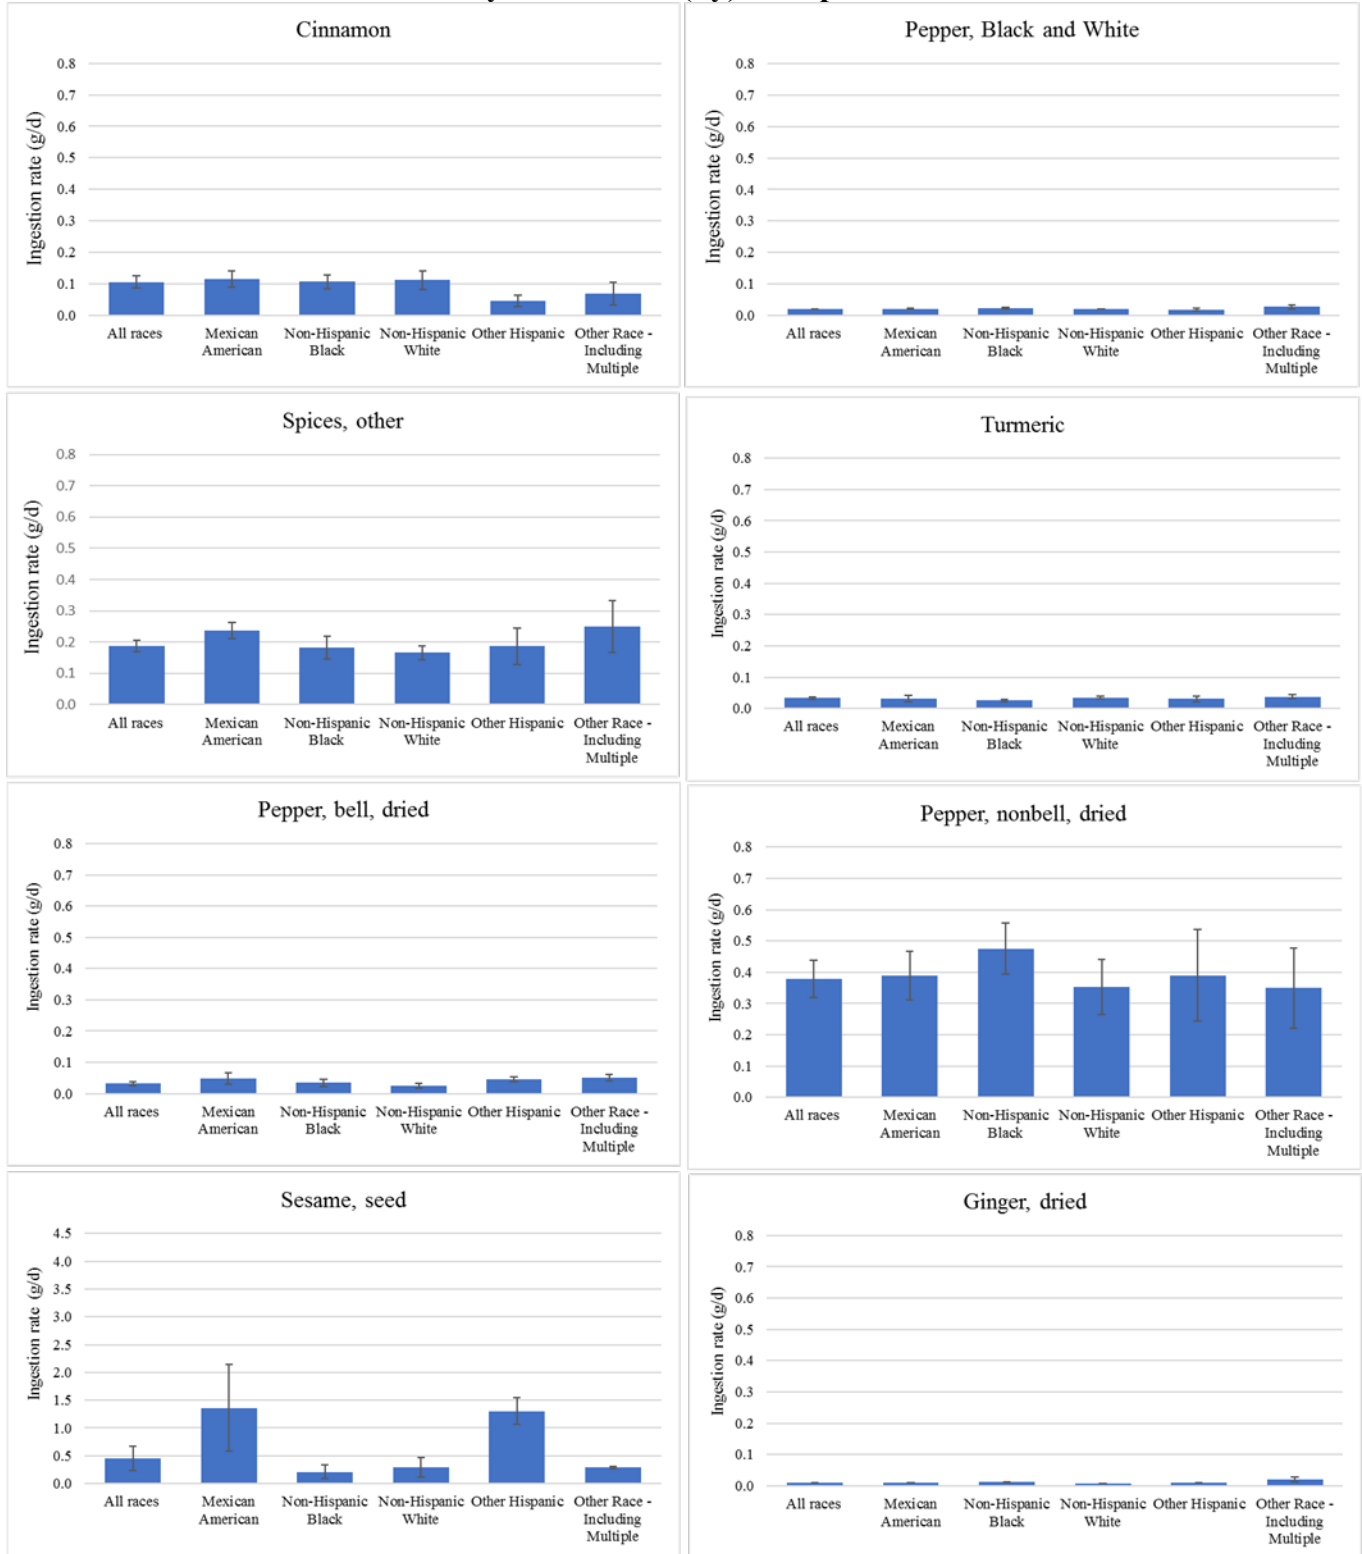 Cinnamon
Ingestion rate (g/d)
0.8
0.7
0.6
0.5
0.4
0.3
0.2
0.1
0.0
All races
Mexican
American
Non-Hispanic
Black
Non-Hispanic
White
Other Hispanic
Other Race -
Including
Multiple
Pepper, Black and White
Ingestion rate (g/d)
0.8
0.7
0.6
0.5
0.4
0.3
0.2
0.1
0.0
All races
Mexican
American
Non-Hispanic
Black
Non-Hispanic
White
Other Hispanic
Other Race -
Including
Multiple
Spices, other
Ingestion rate (g/d)
0.8
0.7
0.6
0.5
0.4
0.3
0.2
0.1
0.0
All races
Mexican
American
Non-Hispanic
Black
Non-Hispanic
White
Other Hispanic
Other Race -
Including
Multiple
Turmeric
Ingestion rate (g/d)
0.8
0.7
0.6
0.5
0.4
0.3
0.2
0.1
0.0
All races
Mexican
American
Non-Hispanic
Black
Non-Hispanic
White
Other Hispanic
Other Race -
Including
Multiple
Pepper, bell, dried
Ingestion rate (g/d)
0.8
0.7
0.6
0.5
0.4
0.3
0.2
0.1
0.0
All races
Mexican
American
Non-Hispanic
Black
Non-Hispanic
White
Other Hispanic
Other Race -
Including
Multiple
Pepper, nonbell, dried
Ingestion rate (g/d)
0.8
0.7
0.6
0.5
0.4
0.3
0.2
0.1
0.0
All races
Mexican
American
Non-Hispanic
Black
Non-Hispanic
White
Other Hispanic
Other Race -
Including
Multiple
Sesame, seed
Ingestion rate (g/d)
4.5
4.0
3.5
3.0
2.5
2.0
1.5
1.0
0.5
0.0
All races
Mexican
American
Non-Hispanic
Black
Non-Hispanic
White
Other Hispanic
Other Race -
Including
Multiple
Ginger, dried
Ingestion rate (g/d)
0.8
0.7
0.6
0.5
0.4
0.3
0.2
0.1
0.0
All races
Mexican
American
Non-Hispanic
Black
Non-Hispanic
White
Other Hispanic
Other Race -
Including
Multiple